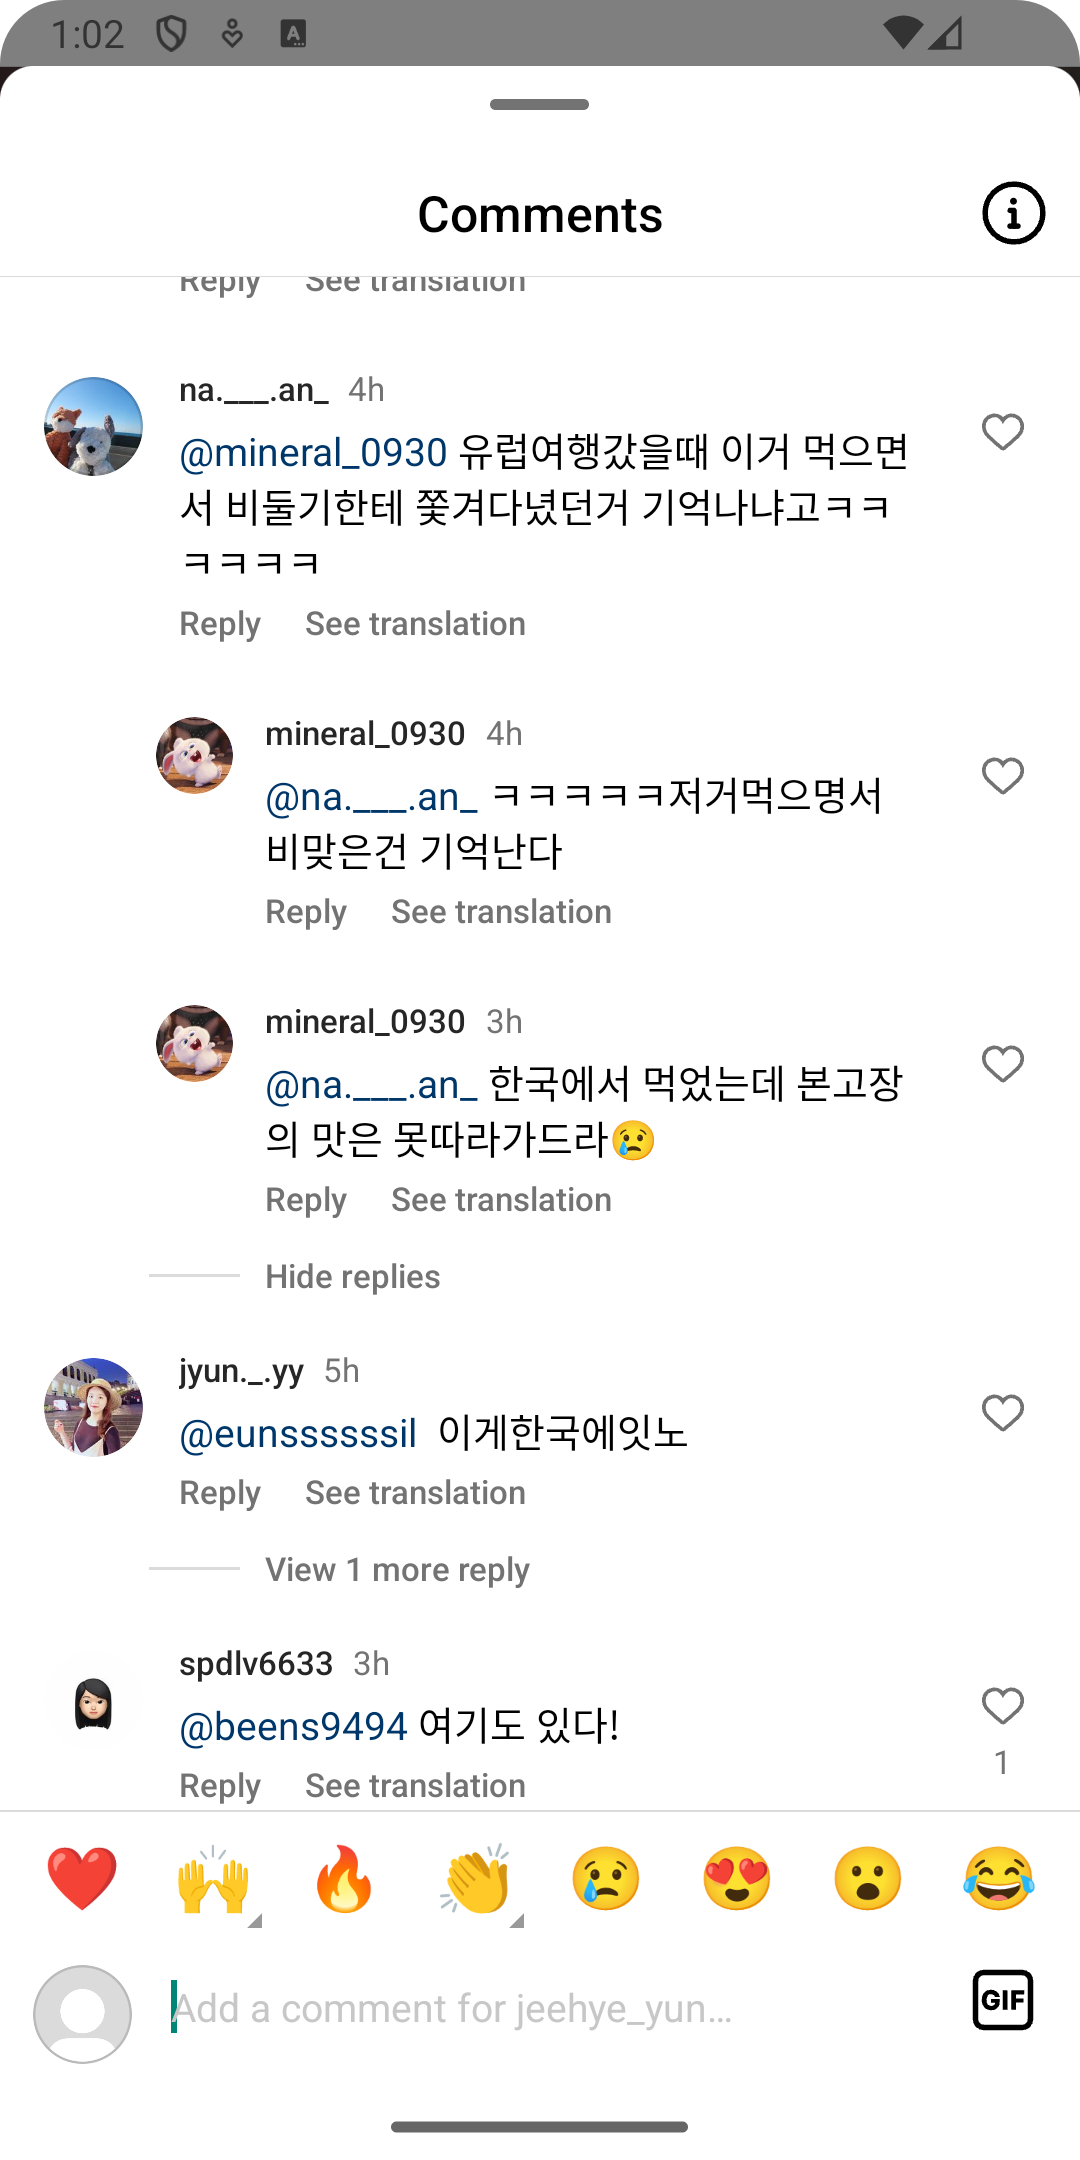 1:02
A
Comments
Reply See translation
na.___.an_ 4h
@mineral_0930 유럽여행갔을때 이거 먹으면
서 비둘기한테 쫓겨다녔던거 기억나냐고ㅋㅋ
ㅋㅋㅋㅋ
Reply See translation
mineral_0930 4h
@na.___.an_ ㅋㅋㅋㅋㅋ저거먹으명서
비맞은건 기억난다
Reply See translation
mineral_0930 3h
@na.___.an_ 한국에서 먹었는데 본고장
의 맛은 못따라가드라😢
Reply See translation
Hide replies
jyun._.yy 5h
@eunssssssil 이게한국에잇노
Reply See translation
View 1 more reply
spdlv6633 3h
@beens9494 여기도 있다!
1
Reply See translation
Add a comment for jeehye_yun...
GIF